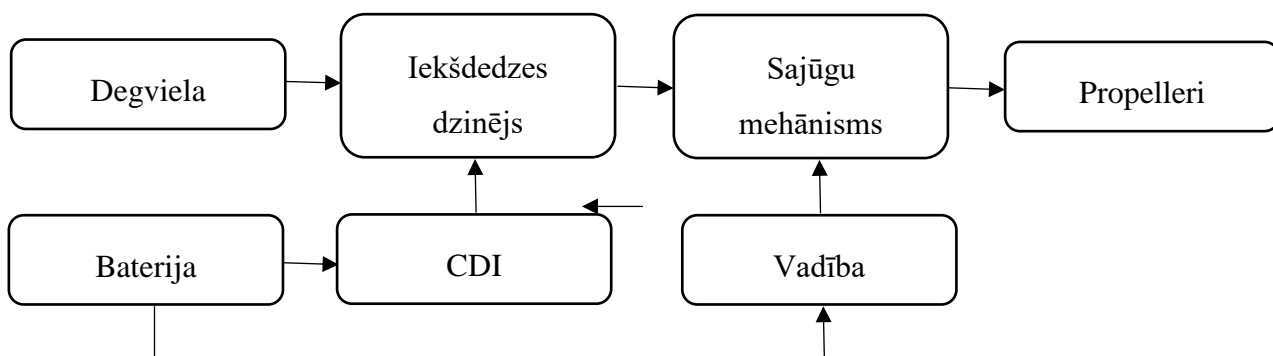 Degviela
Iekšdedzes
dzinējs
Sajūgu
mehānisms
Propelleri
Baterija
CDI
Vadība